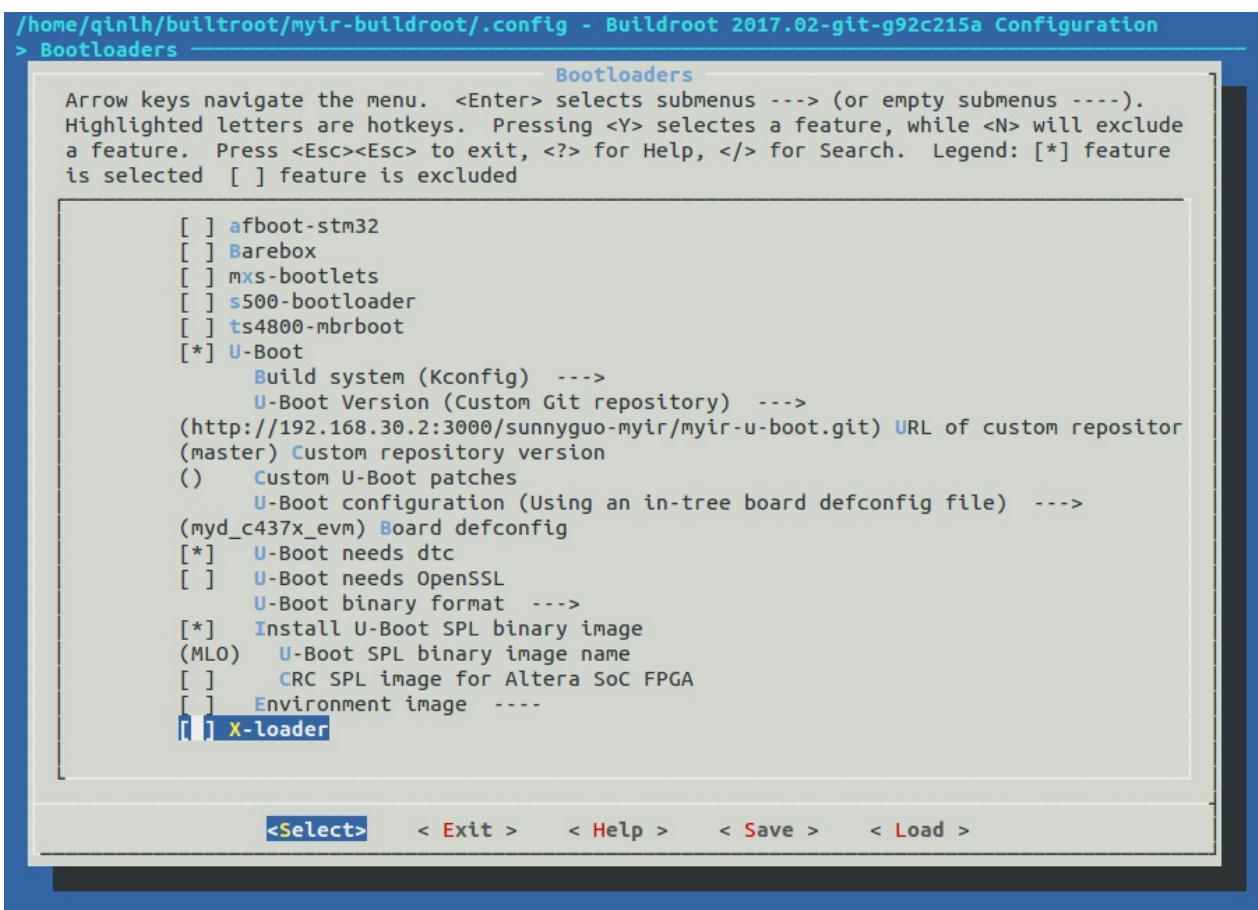 /home/qinlh/builtroot/myir-buildroot/.config - Buildroot 2017.02-git-g92c215a Configuration
> Bootloaders
Bootloaders
Arrow keys navigate the menu.  <Enter> selects submenus ---> (or empty submenus ----).
Highlighted letters are hotkeys.  Pressing <Y> selectes a feature, while <N> will exclude
a feature.  Press <Esc><Esc> to exit, <?> for Help, </> for Search.  Legend: [*] feature
is selected  [ ] feature is excluded
[ ] afboot-stm32
[ ] Barebox
[ ] mxs-bootlets
[ ] s500-bootloader
[ ] ts4800-mbrboot
[*] U-Boot
Build system (Kconfig)  --->
U-Boot Version (Custom Git repository)  --->
(http://192.168.30.2:3000/sunnyguo-myir/myir-u-boot.git) URL of custom repositor
(master) Custom repository version
()    Custom U-Boot patches
U-Boot configuration (Using an in-tree board defconfig file)  --->
(myd_c437x_evm) Board defconfig
[*]   U-Boot needs dtc
[ ]   U-Boot needs OpenSSL
U-Boot binary format  --->
[*]   Install U-Boot SPL binary image
(MLO)   U-Boot SPL binary image name
[ ]     CRC SPL image for Altera SoC FPGA
[ ]   Environment image  ----
[ ] X-loader
<Select>    < Exit >    < Help >    < Save >    < Load >